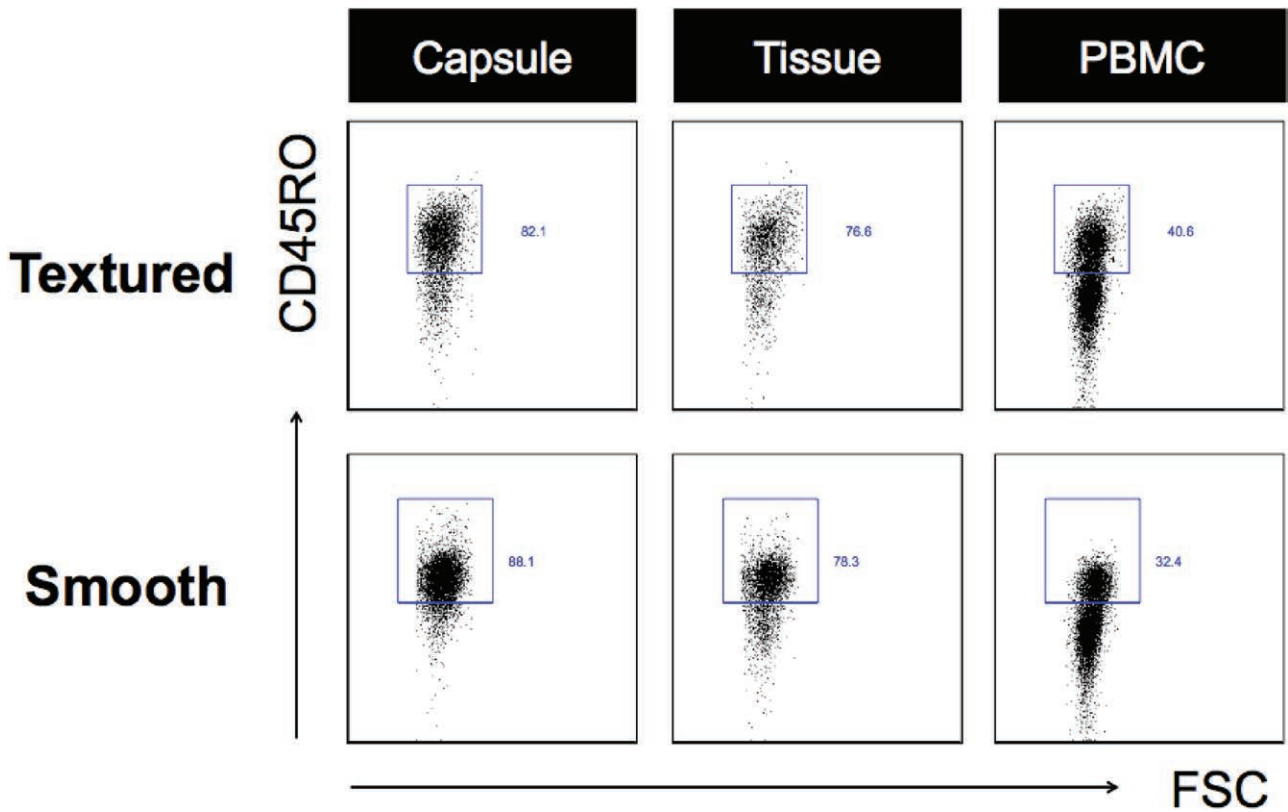 Capsule
Tissue
PBMC
Textured
CD45RO
82.1
76.6
40.6
Smooth
88.1
78.3
32.4
FSC